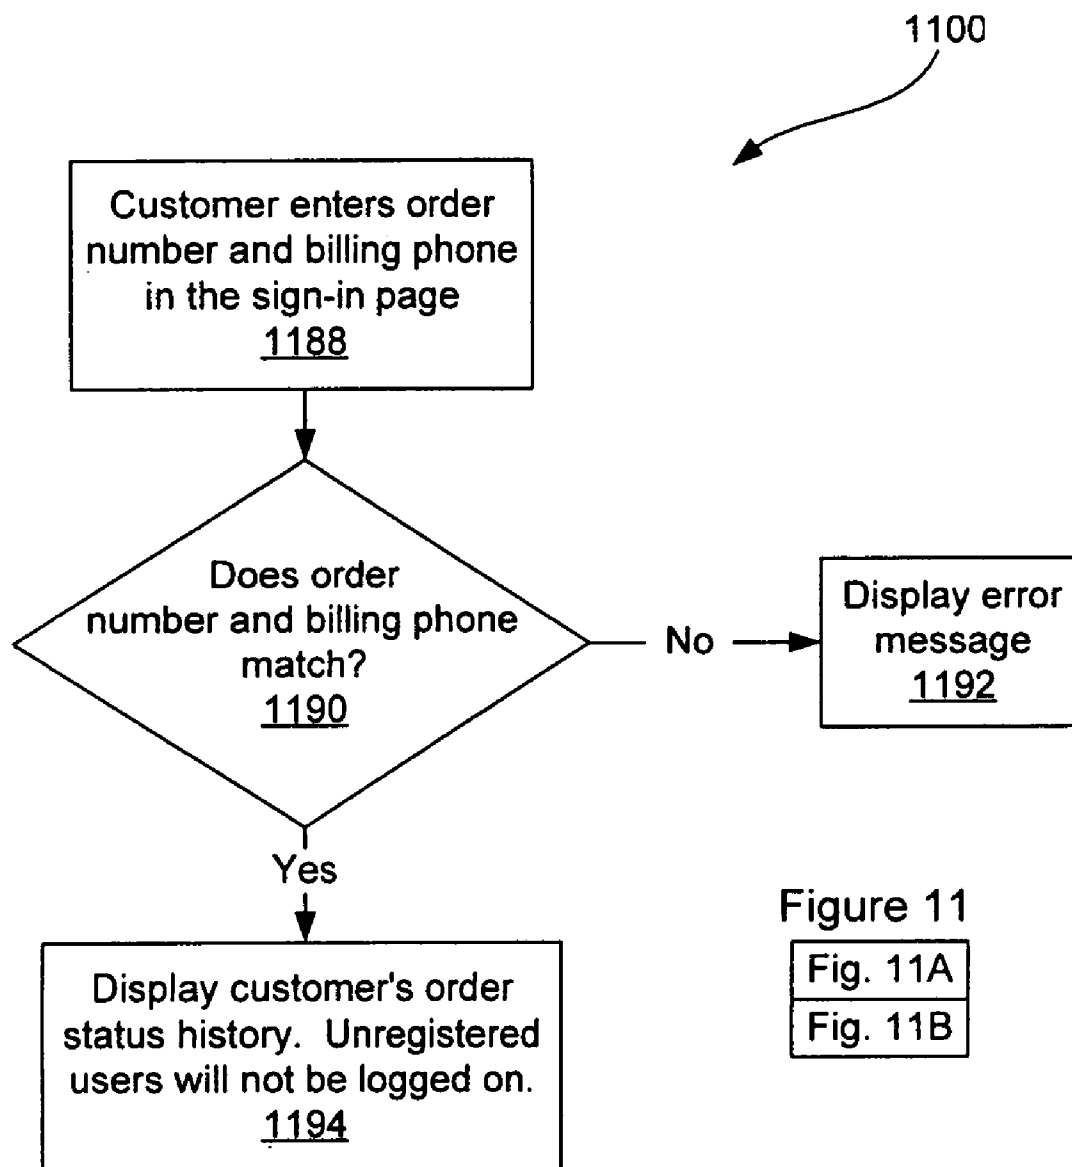 1100
Customer enters order
number and billing phone
in the sign-in page
1188
Does order
number and billing phone
match?
1190
No
Display error
message
1192
Yes
Display customer's order
status history. Unregistered
users will not be logged on.
1194
Figure 11
Fig. 11A
Fig. 11B